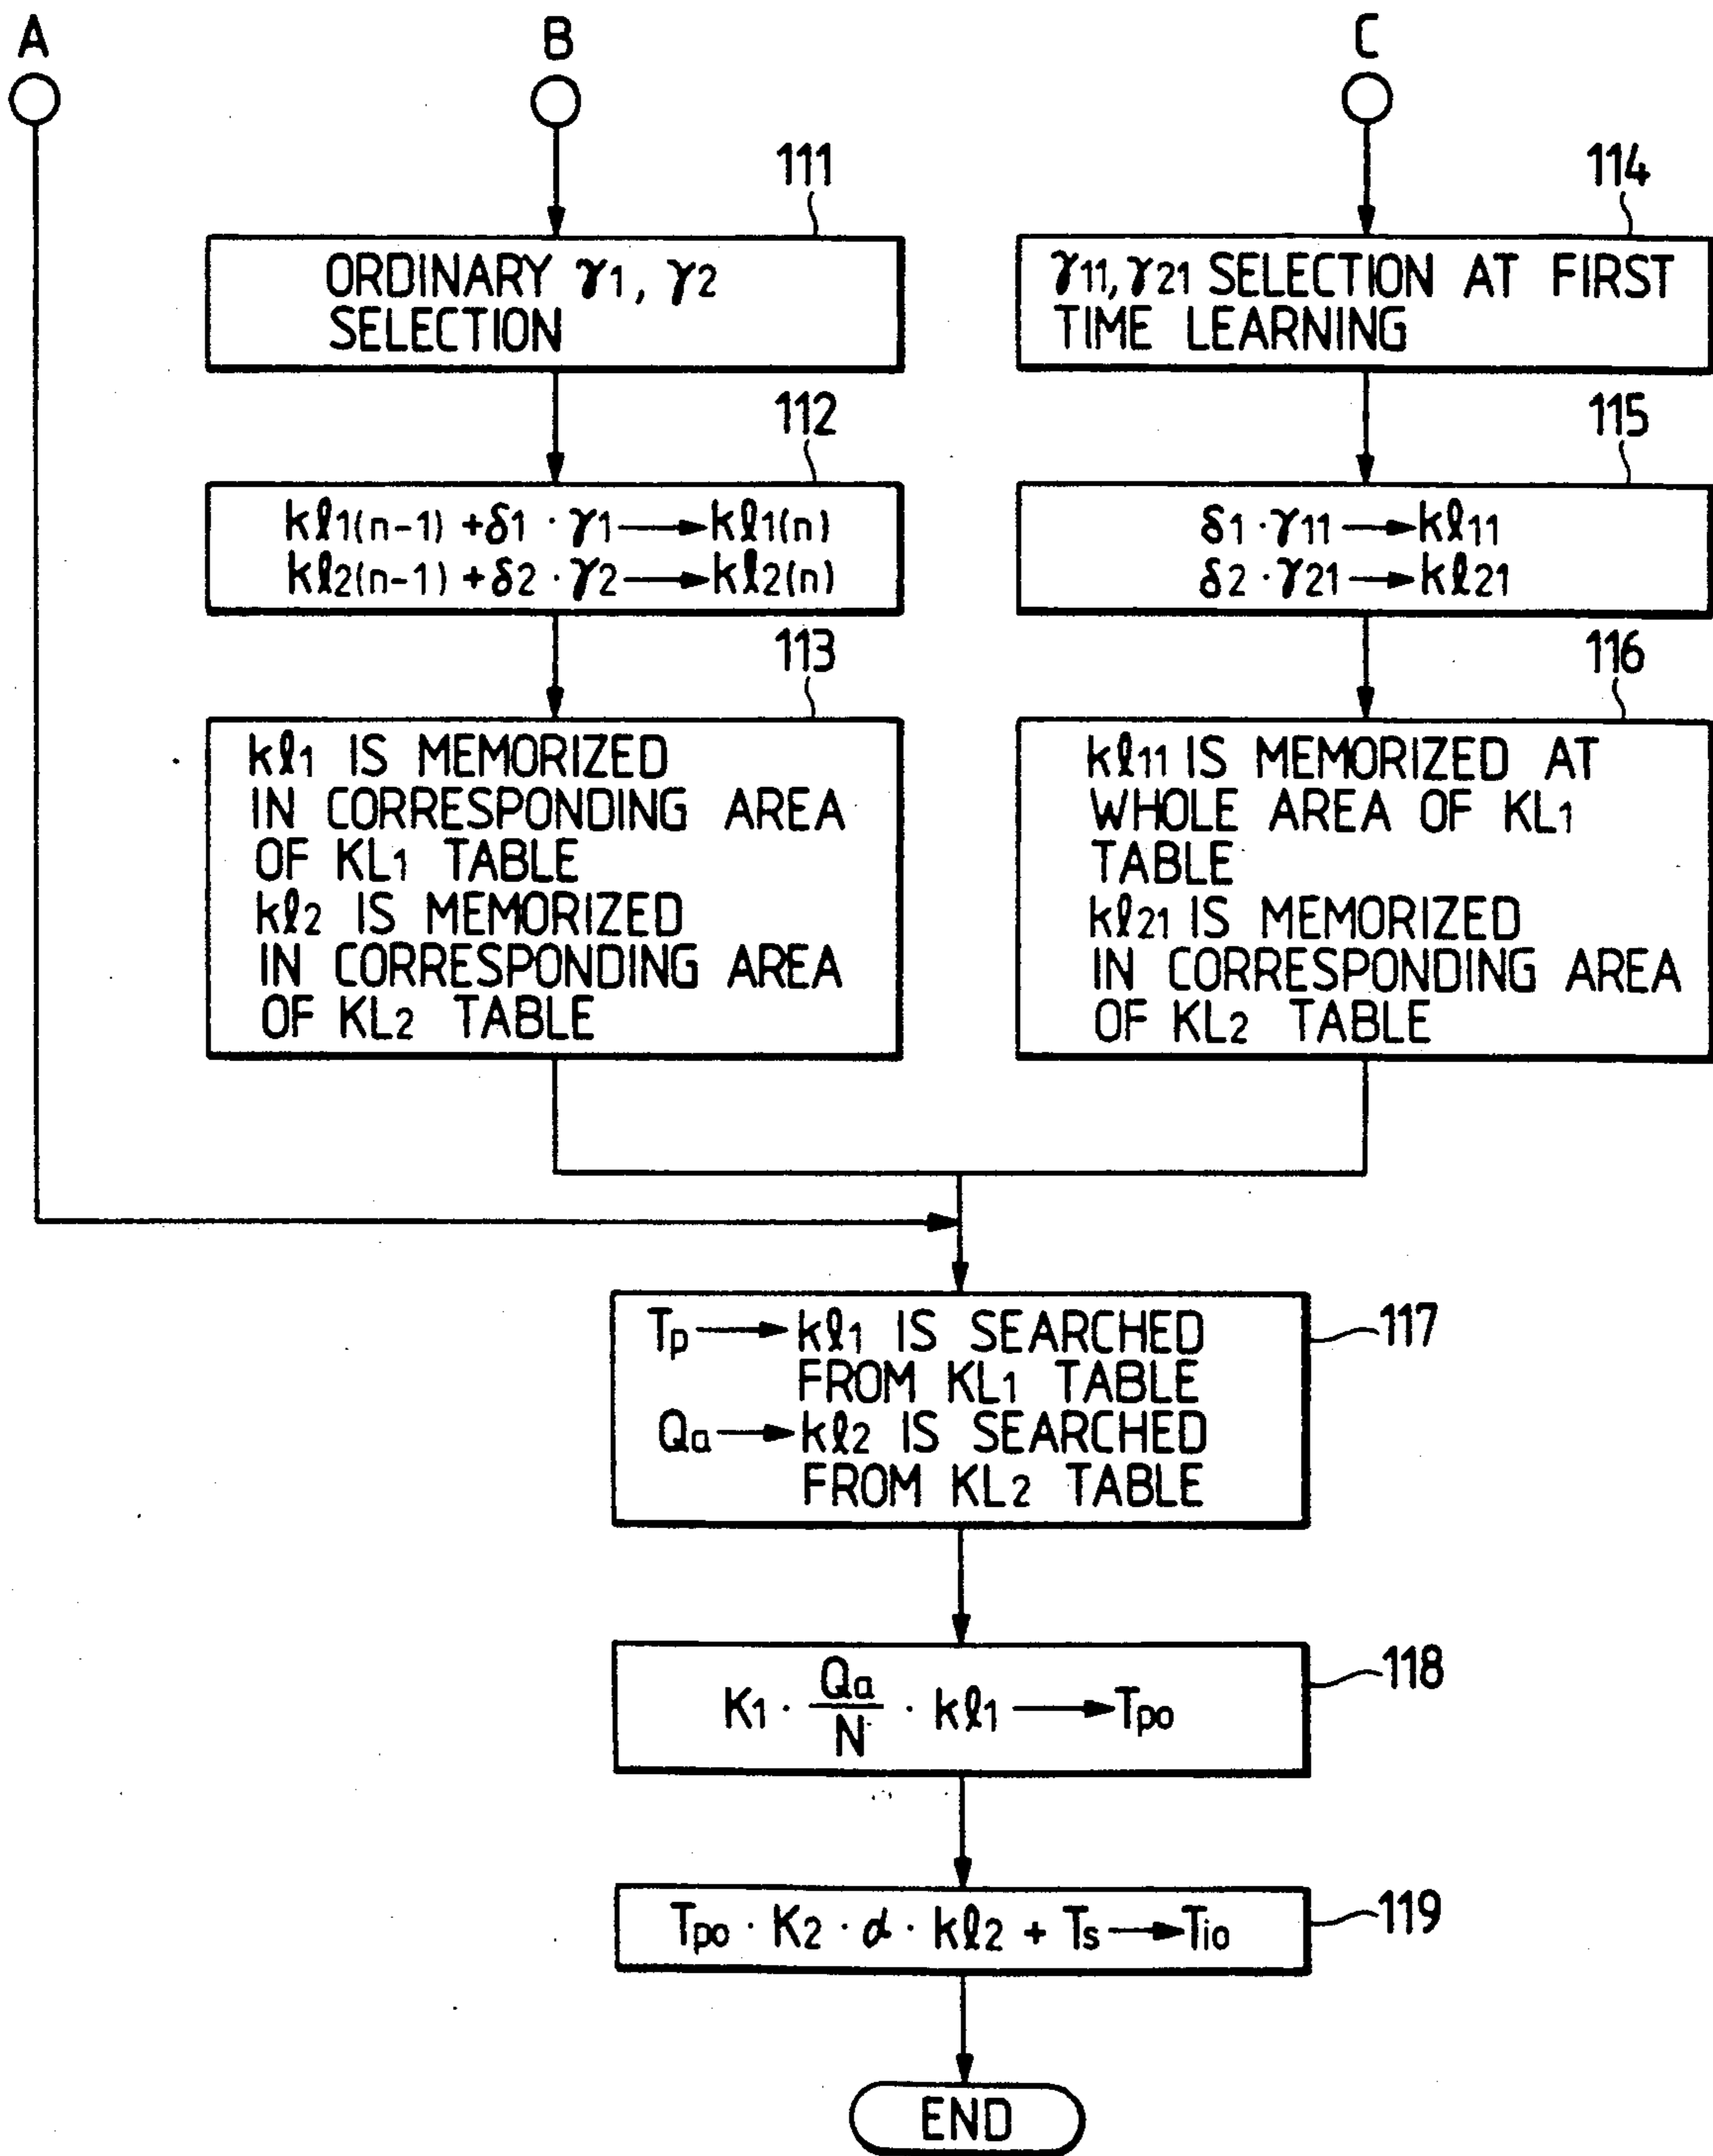 A
B
C
111
ORDINARY γ1, γ2
SELECTION
112
kℓ1(n-1) + δ1 · γ1 → kℓ1(n)
kℓ2(n-1) + δ2 · γ2 → kℓ2(n)
113
kℓ1 IS MEMORIZED
IN CORRESPONDING AREA
OF KL1 TABLE
kℓ2 IS MEMORIZED
IN CORRESPONDING AREA
OF KL2 TABLE
114
γ11, γ21 SELECTION AT FIRST
TIME LEARNING
115
δ1 · γ11 → kℓ11
δ2 · γ21 → kℓ21
116
kℓ11 IS MEMORIZED AT
WHOLE AREA OF KL1
TABLE
kℓ21 IS MEMORIZED
IN CORRESPONDING AREA
OF KL2 TABLE
117
Tp → kℓ1 IS SEARCHED
FROM KL1 TABLE
Qa → kℓ2 IS SEARCHED
FROM KL2 TABLE
118
K1 · Qa/N · kℓ1 → Tpo
119
Tpo · K2 · α · kℓ2 + Ts → Tio
END